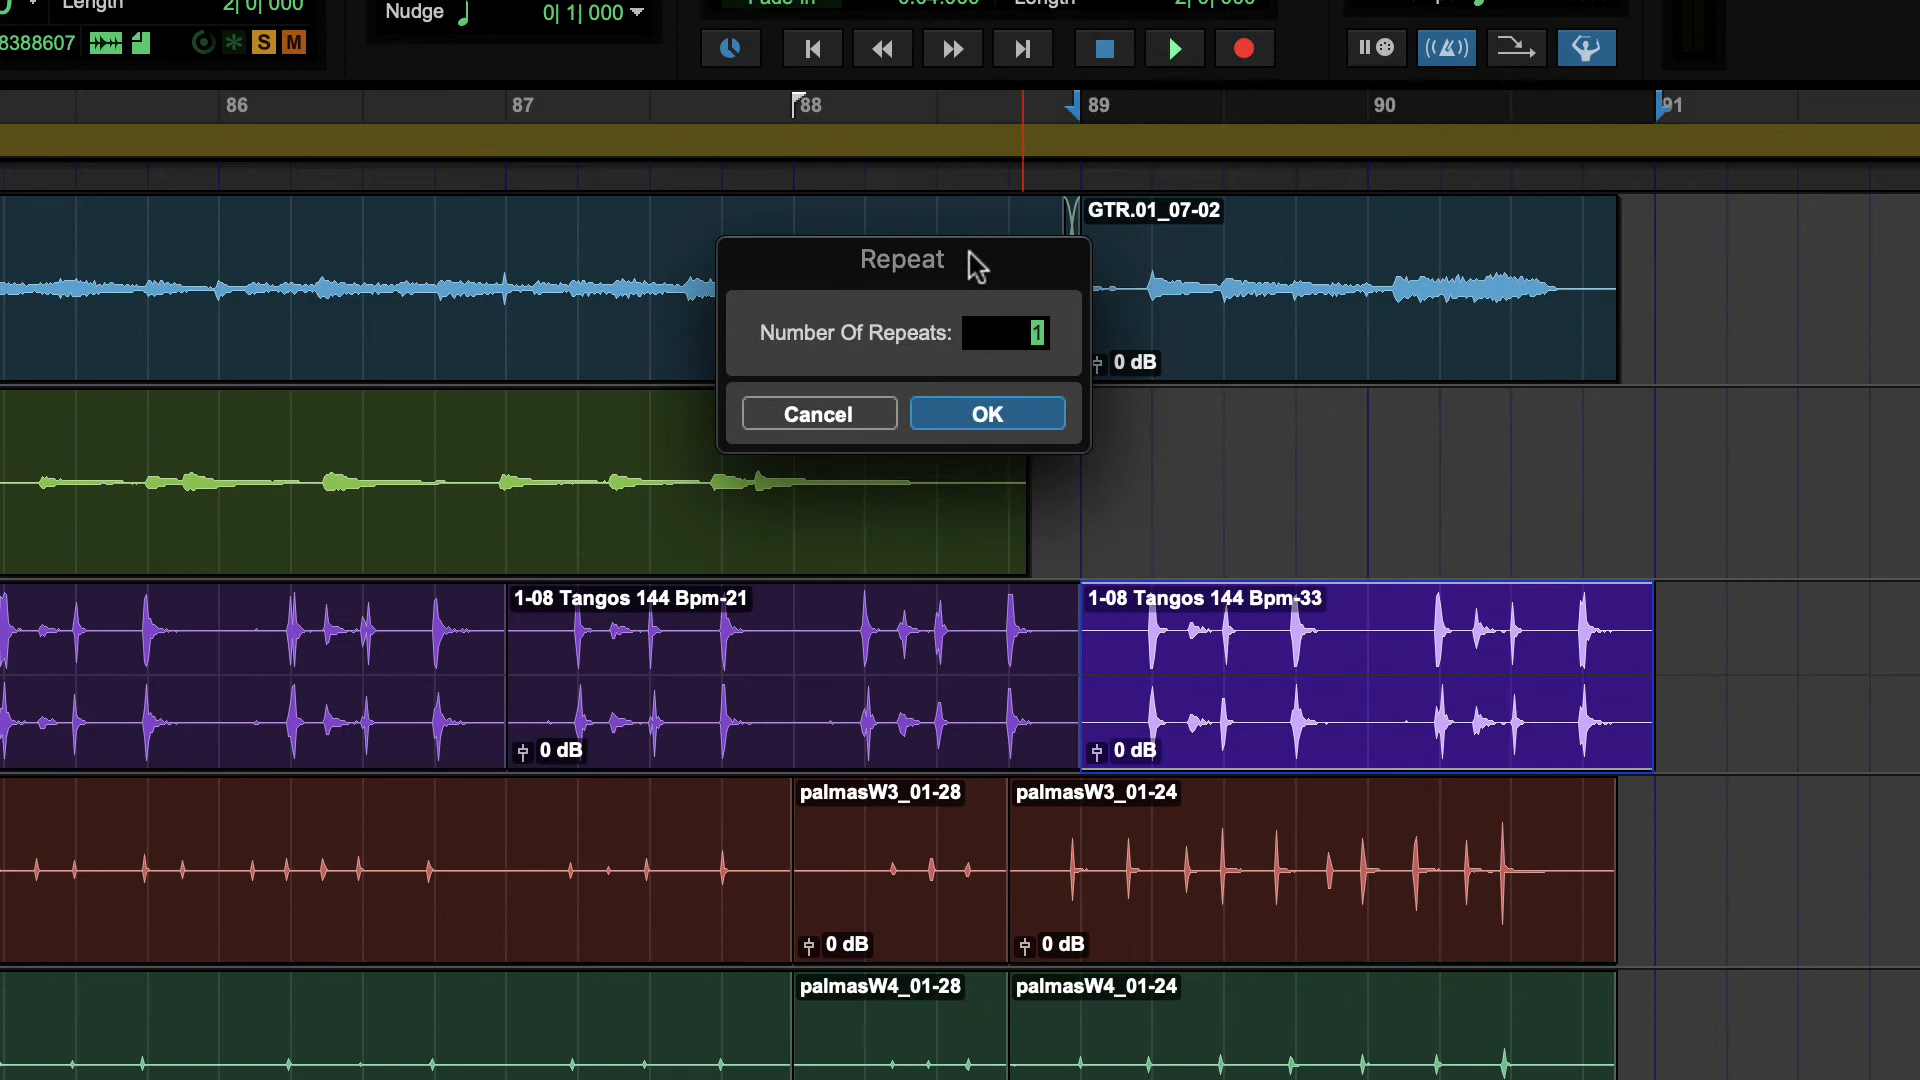 Length
2| 0| 000
8388607
S
M
Nudge
0| 1| 000
Length
86
87
88
89
90
91
GTR.01_07-02
0 dB
Repeat
Number Of Repeats:
1
Cancel
OK
1-08 Tangos 144 Bpm-21
0 dB
1-08 Tangos 144 Bpm-33
0 dB
palmasW3_01-28
0 dB
palmasW3_01-24
0 dB
palmasW4_01-28
palmasW4_01-24